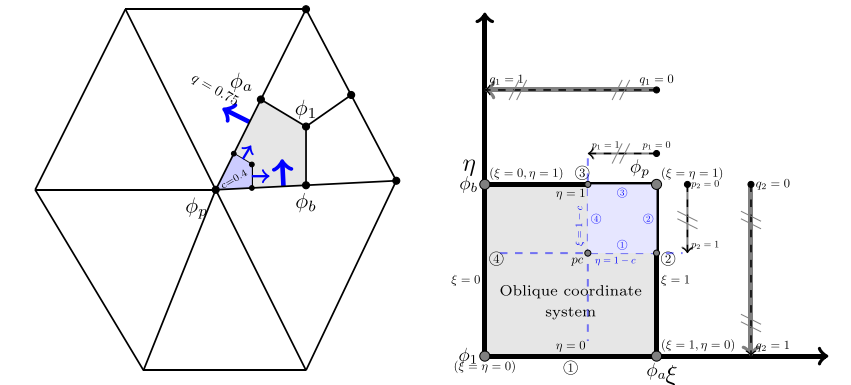 ϕa
q = 0.75
ϕ1
c=0.4
ϕp
ϕb
q1 = 1
q1 = 0
p1 = 1
p1 = 0
η
(ξ = 0, η = 1)
③
ϕp
(ξ = η = 1)
ϕb
η = 1
③
p2 = 0
q2 = 0
ξ = 1−c
④
②
①
p2 = 1
④
pc
η = 1−c
②
ξ = 0
ξ = 1
Oblique coordinate
system
η = 0
(ξ = 1, η = 0)
q2 = 1
ϕ1
(ξ = η = 0)
①
ϕa
ξ